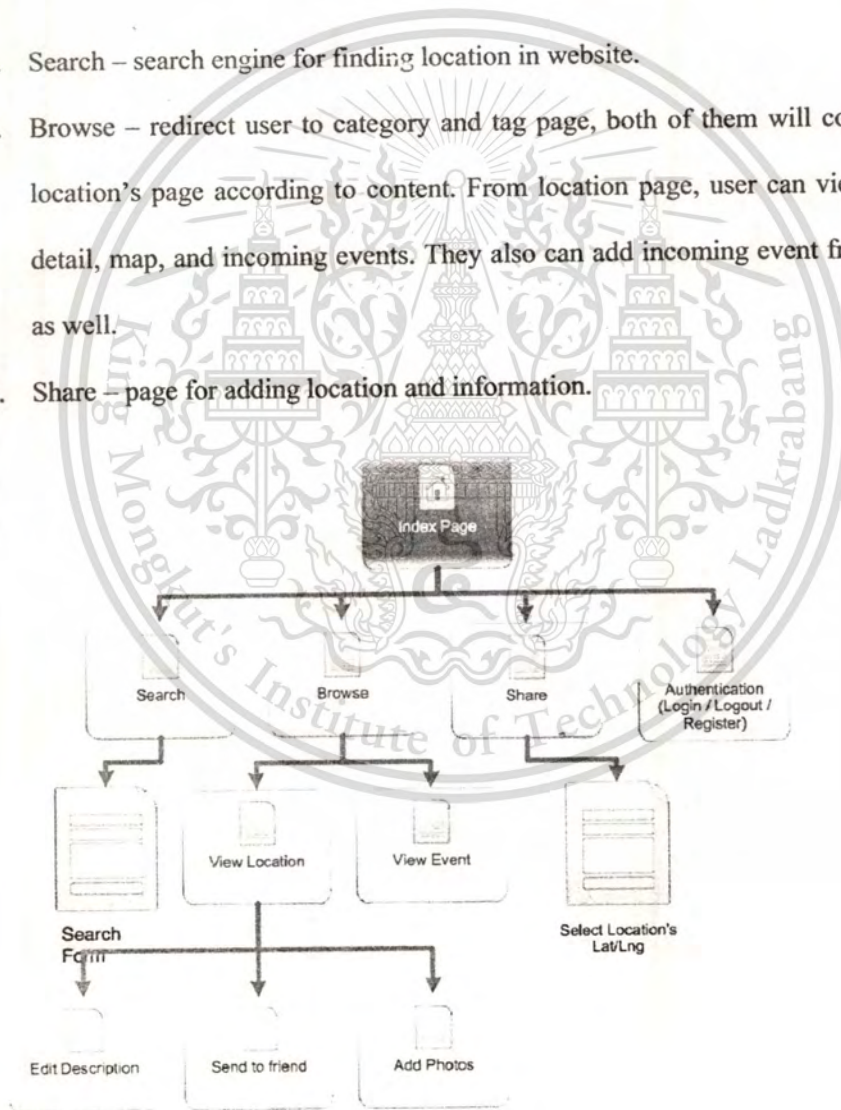 Search – search engine for finding location in website.
Browse – redirect user to category and tag page, both of them will co
location's page according to content. From location page, user can vi
detail, map, and incoming events. They also can add incoming event f
as well.
. Share – page for adding location and information.
Index Page
Search
Browse
Share
Authentication
(Login / Logout /
Register)
View Location
View Event
Search
Form
Select Location's
Lat/Lng
Edit Description
Send to friend
Add Photos
King Mongkut's Institute of Technology Ladkrabang